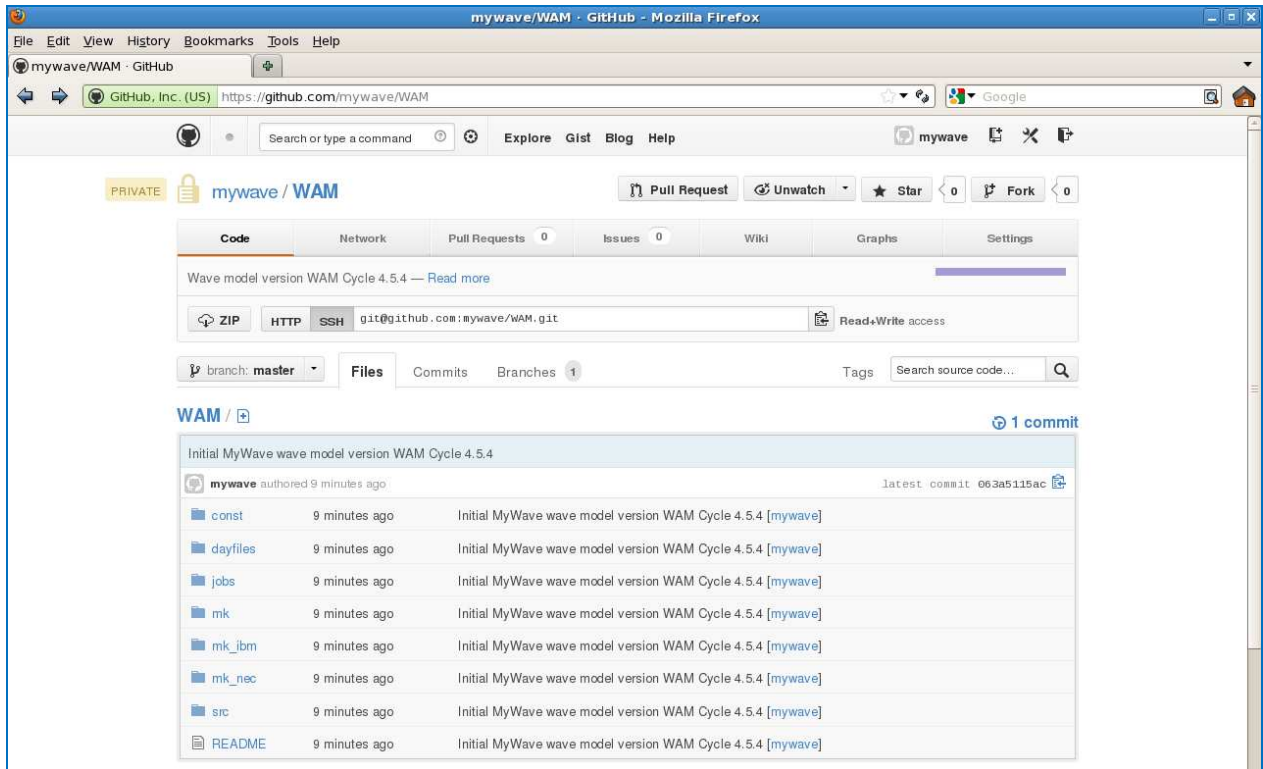 mywave/WAM · GitHub - Mozilla Firefox
File Edit View History Bookmarks Tools Help
mywave/WAM · GitHub
GitHub, Inc. (US) https://github.com/mywave/WAM Google
Search or type a command Explore Gist Blog Help mywave
PRIVATE mywave / WAM Pull Request Unwatch Star 0 Fork 0
Code Network Pull Requests 0 Issues 0 Wiki Graphs Settings
Wave model version WAM Cycle 4.5.4 — Read more
ZIP HTTP SSH git@github.com:mywave/WAM.git Read+Write access
branch: master Files Commits Branches 1 Tags Search source code...
WAM / 1 commit
Initial MyWave wave model version WAM Cycle 4.5.4
mywave authored 9 minutes ago latest commit 063a5115ac
const 9 minutes ago Initial MyWave wave model version WAM Cycle 4.5.4 [mywave]
dayfiles 9 minutes ago Initial MyWave wave model version WAM Cycle 4.5.4 [mywave]
jobs 9 minutes ago Initial MyWave wave model version WAM Cycle 4.5.4 [mywave]
mk 9 minutes ago Initial MyWave wave model version WAM Cycle 4.5.4 [mywave]
mk_ibm 9 minutes ago Initial MyWave wave model version WAM Cycle 4.5.4 [mywave]
mk_nec 9 minutes ago Initial MyWave wave model version WAM Cycle 4.5.4 [mywave]
src 9 minutes ago Initial MyWave wave model version WAM Cycle 4.5.4 [mywave]
README 9 minutes ago Initial MyWave wave model version WAM Cycle 4.5.4 [mywave]